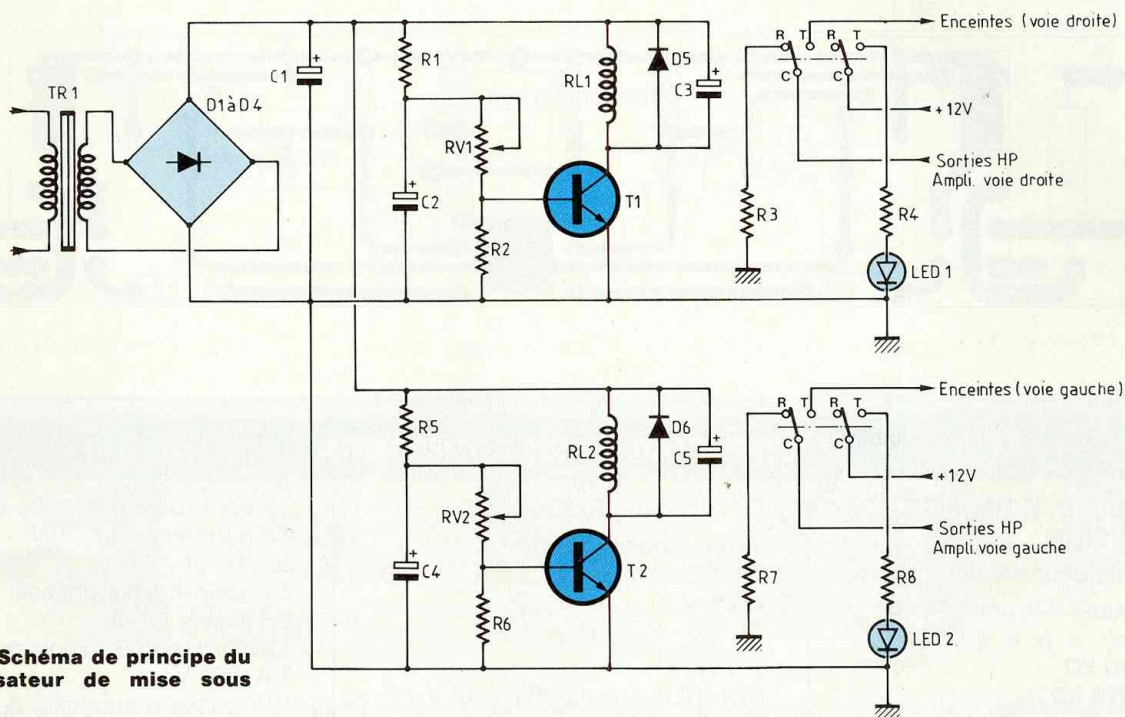 TR1
D1àD4
C1
R1
C2
RV1
R2
RL1
D5
C3
T1
R T R T
C C
R3
R4
LED 1
Enceintes (voie droite)
+12V
Sorties HP
Ampli. voie droite
R5
C4
RV2
R6
RL2
D6
C5
T2
R T R T
C C
R7
R8
LED 2
Enceintes (voie gauche)
+12V
Sorties HP
Ampli. voie gauche
Schéma de principe du
sateur de mise sous